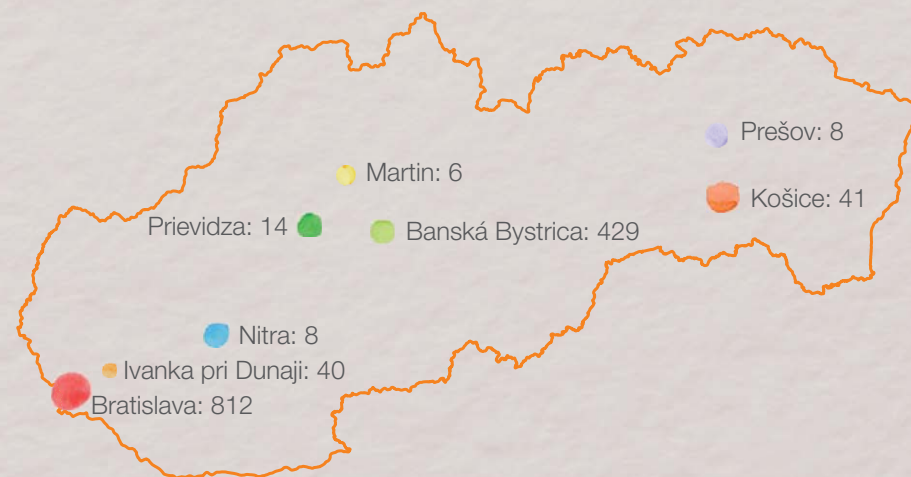 Prešov: 8
Martin: 6
Košice: 41
Prievidza: 14
Banská Bystrica: 429
Nitra: 8
Ivanka pri Dunaji: 40
Bratislava: 812